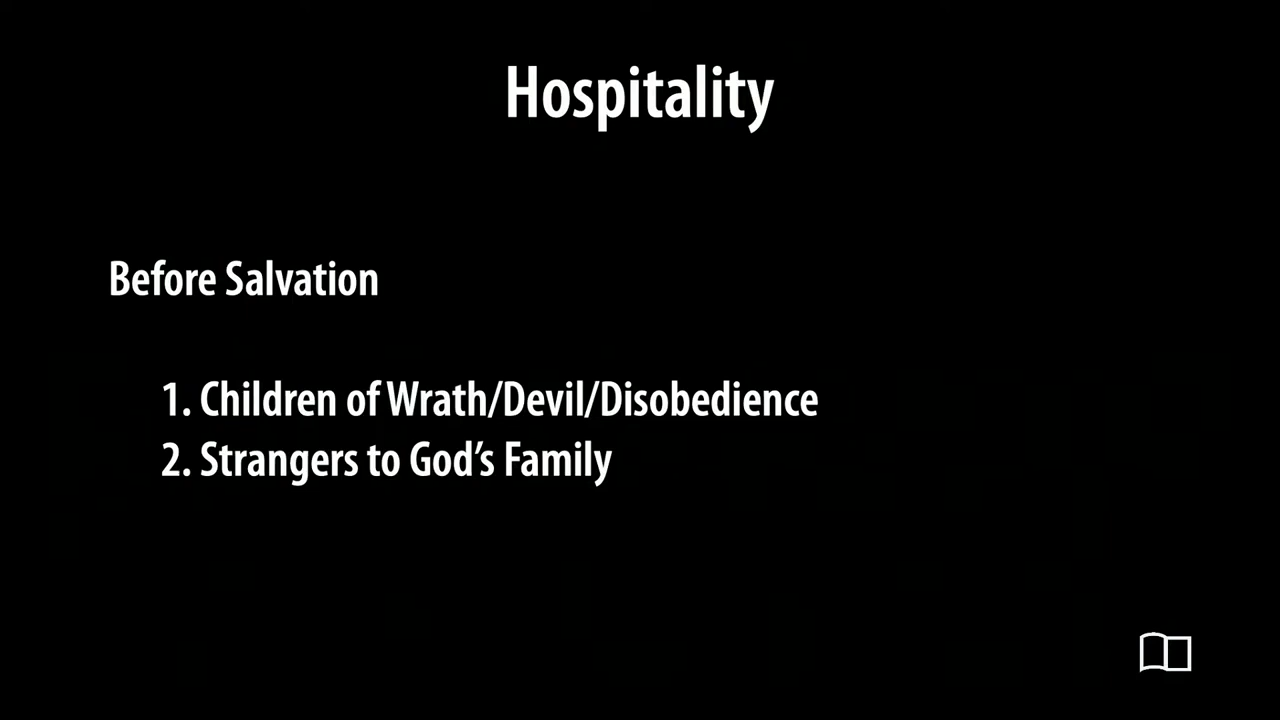 Hospitality
Before Salvation
1. Children of Wrath/Devil/Disobedience
2. Strangers to God’s Family